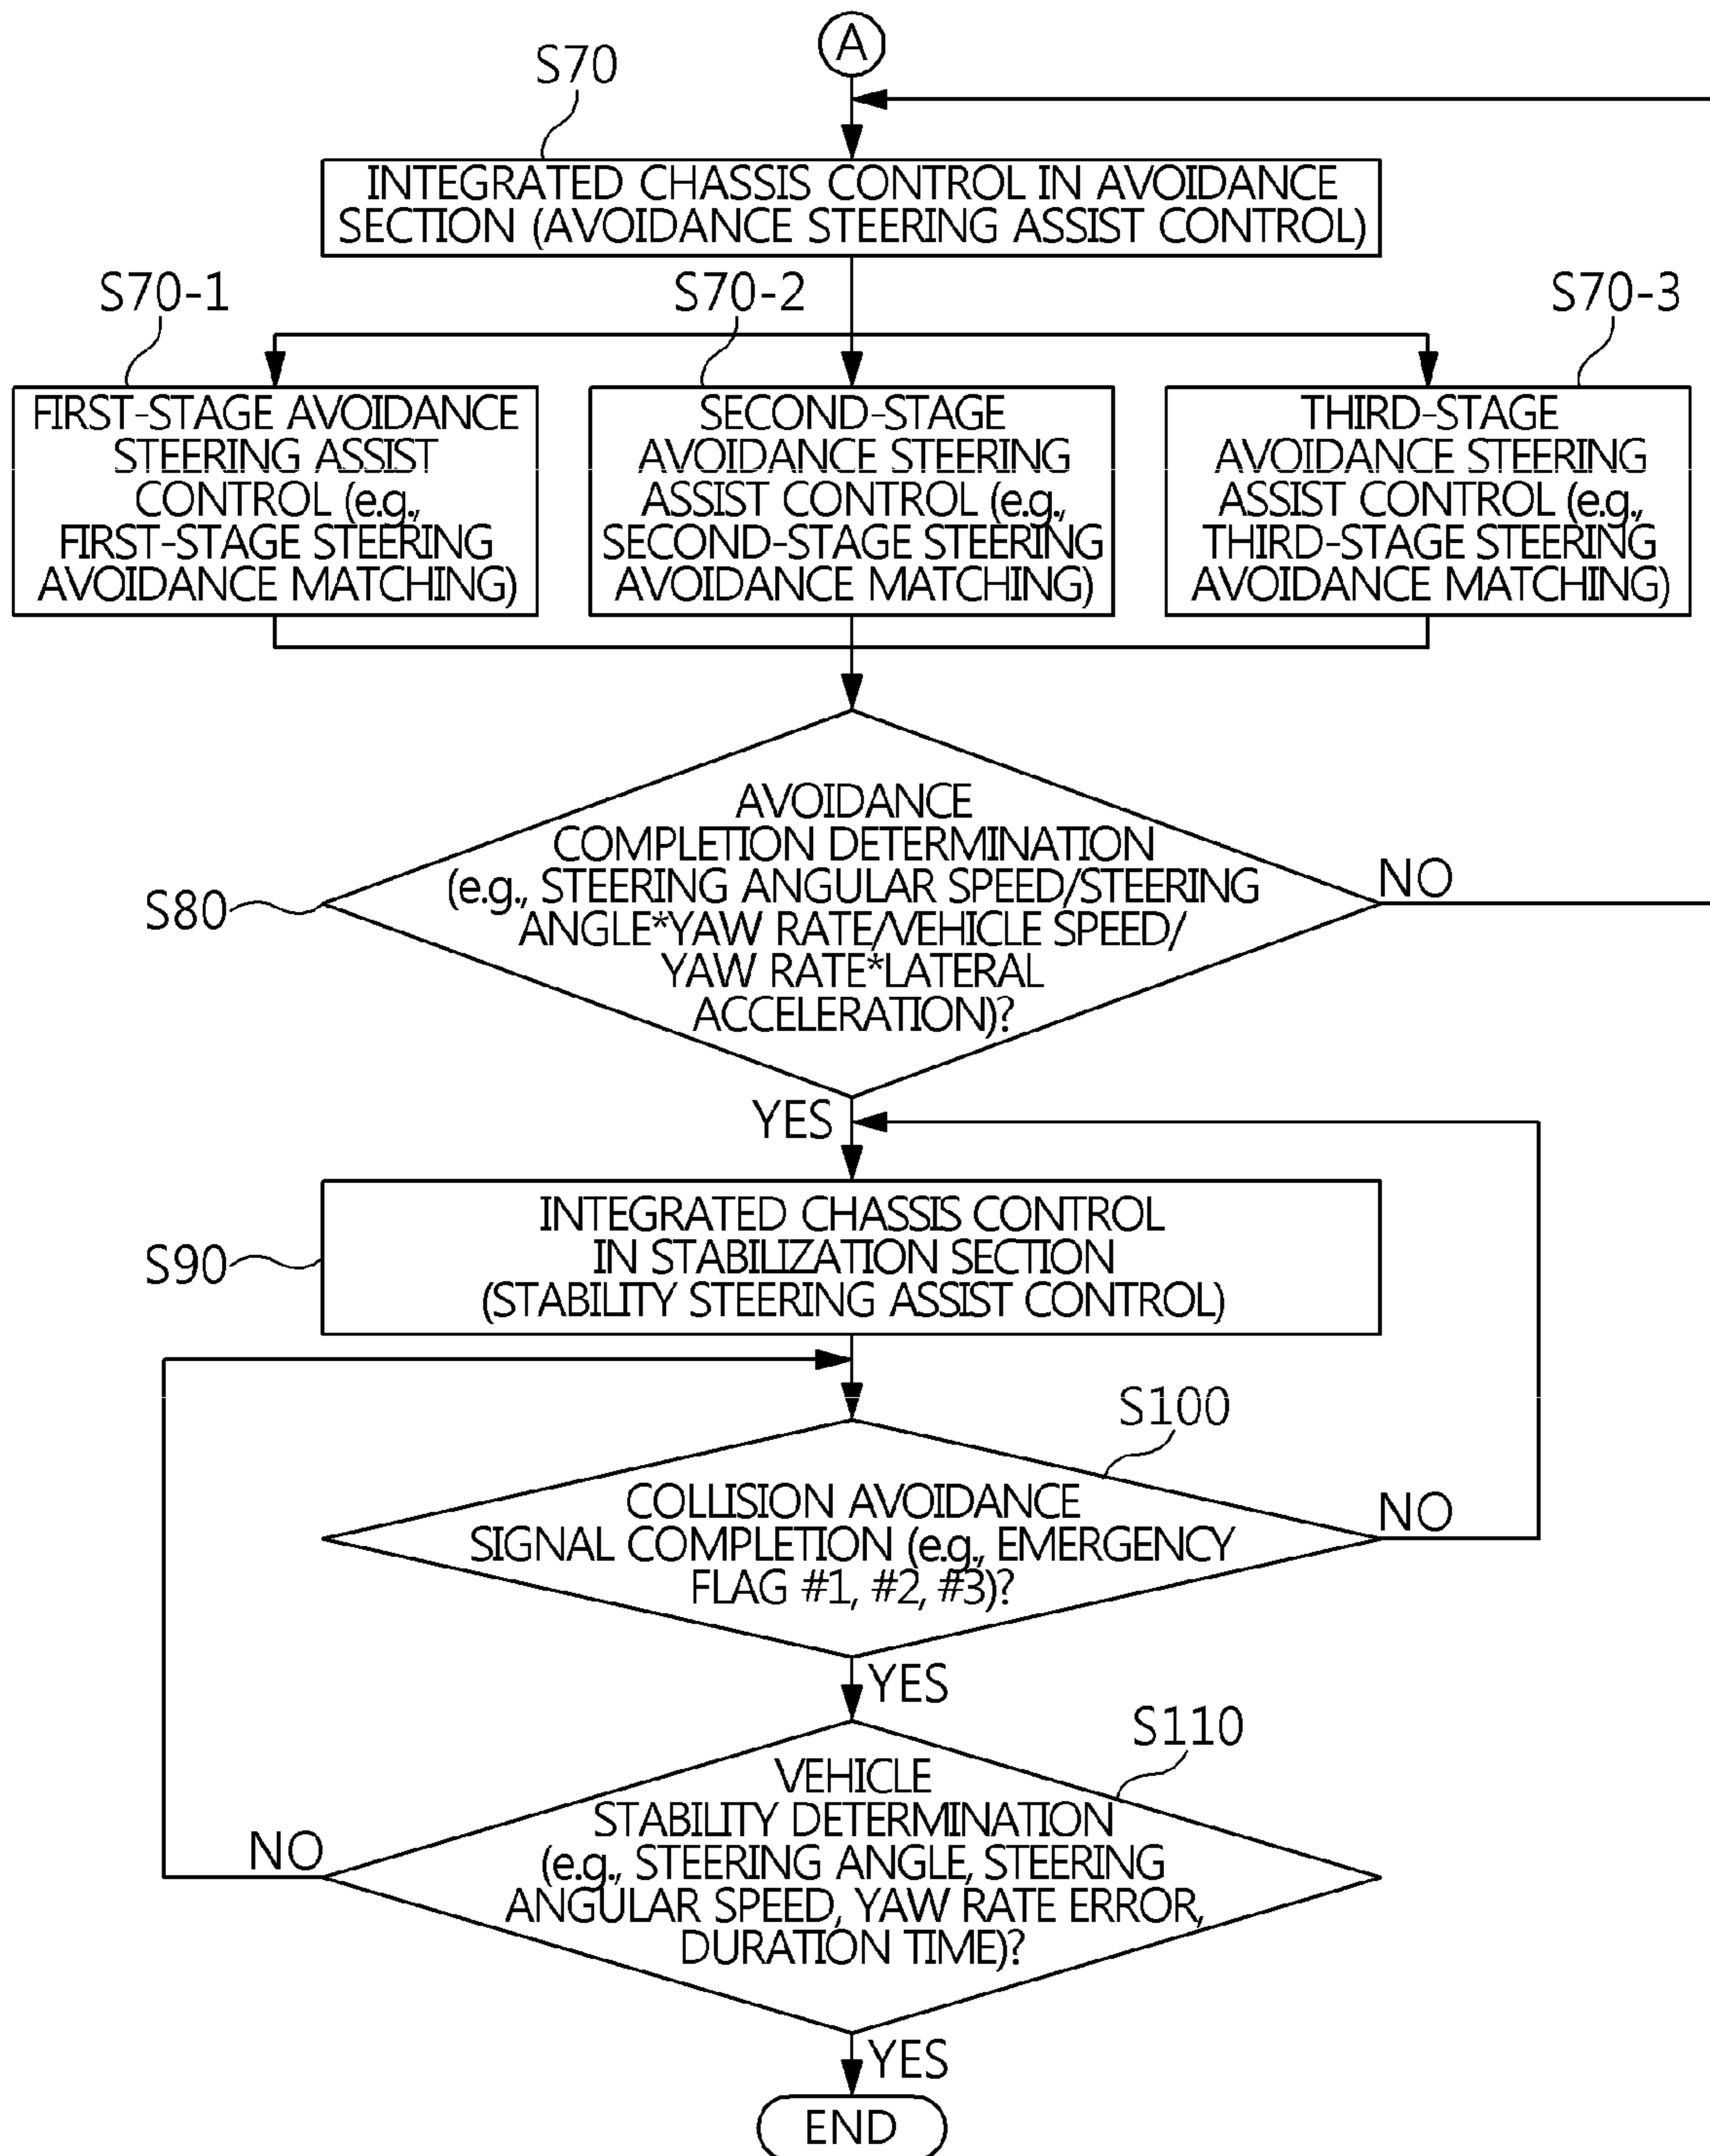 A
S70
INTEGRATED CHASSIS CONTROL IN AVOIDANCE
SECTION (AVOIDANCE STEERING ASSIST CONTROL)
S70-1
S70-2
S70-3
FIRST-STAGE AVOIDANCE
STEERING ASSIST
CONTROL (e.g.,
FIRST-STAGE STEERING
AVOIDANCE MATCHING)
SECOND-STAGE
AVOIDANCE STEERING
ASSIST CONTROL (e.g.,
SECOND-STAGE STEERING
AVOIDANCE MATCHING)
THIRD-STAGE
AVOIDANCE STEERING
ASSIST CONTROL (e.g.,
THIRD-STAGE STEERING
AVOIDANCE MATCHING)
S80
AVOIDANCE
COMPLETION DETERMINATION
(e.g., STEERING ANGULAR SPEED/STEERING
ANGLE*YAW RATE/VEHICLE SPEED/
YAW RATE*LATERAL
ACCELERATION)?
NO
YES
S90
INTEGRATED CHASSIS CONTROL
IN STABILIZATION SECTION
(STABILITY STEERING ASSIST CONTROL)
S100
COLLISION AVOIDANCE
SIGNAL COMPLETION (e.g., EMERGENCY
FLAG #1, #2, #3)?
NO
YES
S110
VEHICLE
STABILITY DETERMINATION
(e.g., STEERING ANGLE, STEERING
ANGULAR SPEED, YAW RATE ERROR,
DURATION TIME)?
NO
YES
END